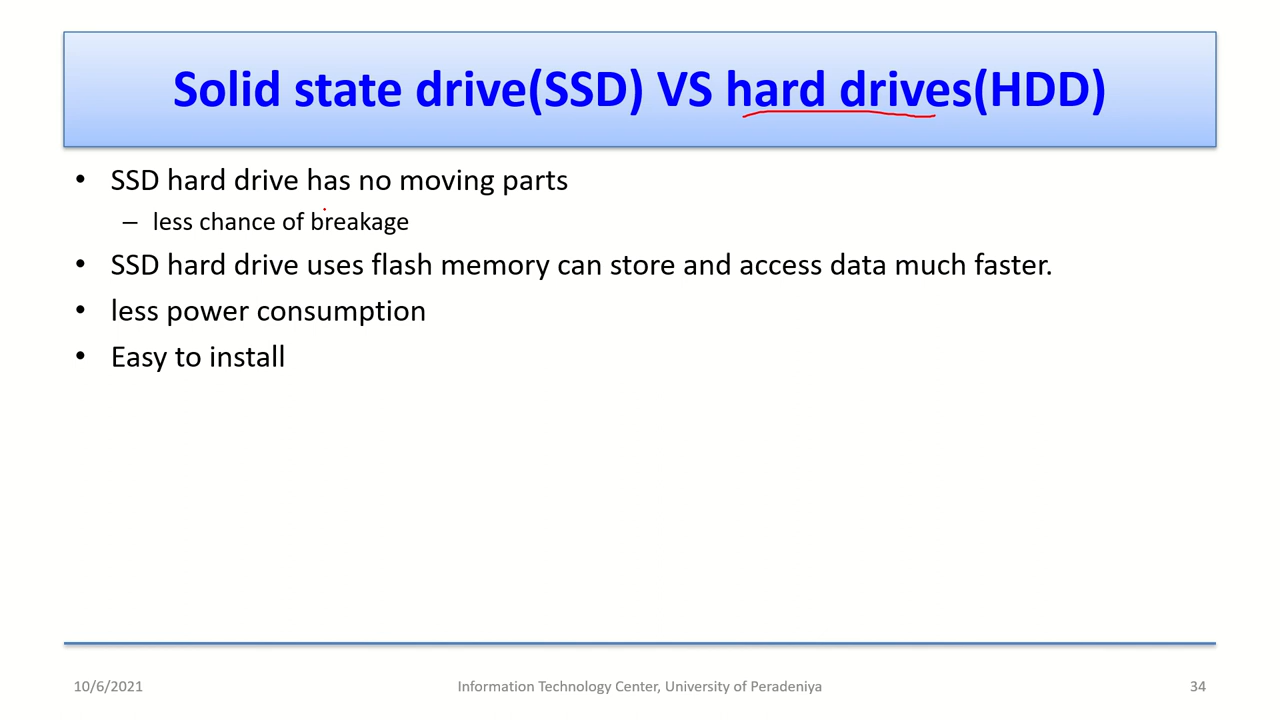 Solid state drive(SSD) VS hard drives(HDD)
• SSD hard drive has no moving parts
– less chance of breakage
• SSD hard drive uses flash memory can store and access data much faster.
• less power consumption
• Easy to install
10/6/2021
Information Technology Center, University of Peradeniya
34